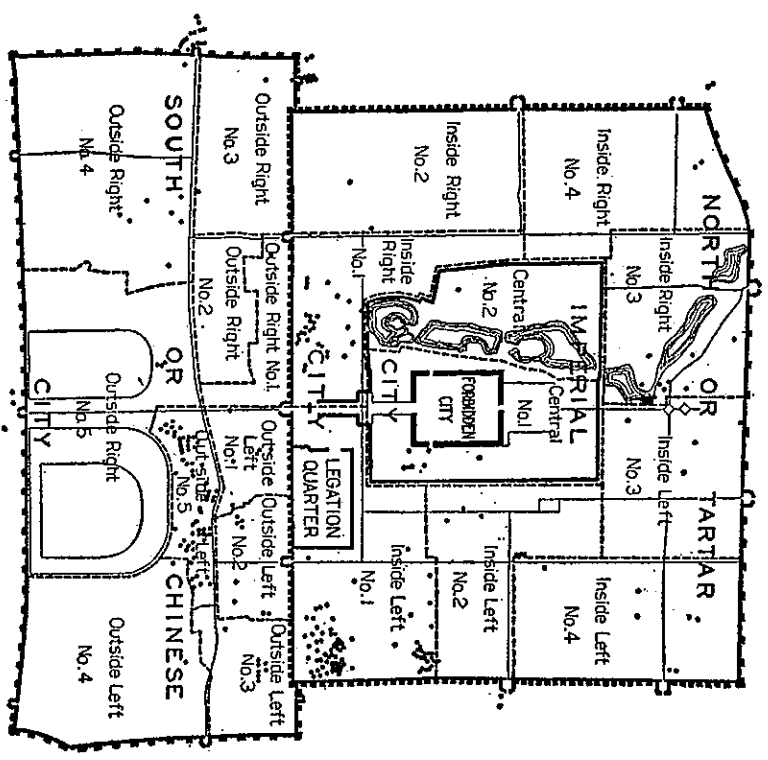 NORTH OR TARTAR
CITY
Inside Right
No.3
Inside Left
No.3
Inside Right
No.4
Inside Left
No.4
IMPERIAL
CITY
Central
No.2
Central
No.1
FORBIDDEN
CITY
Inside Right
No.2
Inside Left
No.2
Inside
Right
No.1
Inside Left
No.1
LEGATION
QUARTER
Outside Right
No.3
Outside Right No.1
Outside Right
No.2
Outside
Left
No.1
Outside Left
No.2
Outside Left
No.3
SOUTH OR CHINESE
CITY
Outside Right
No.4
Outside Right
No.5
Outside Left
No.5
Outside Left
No.4